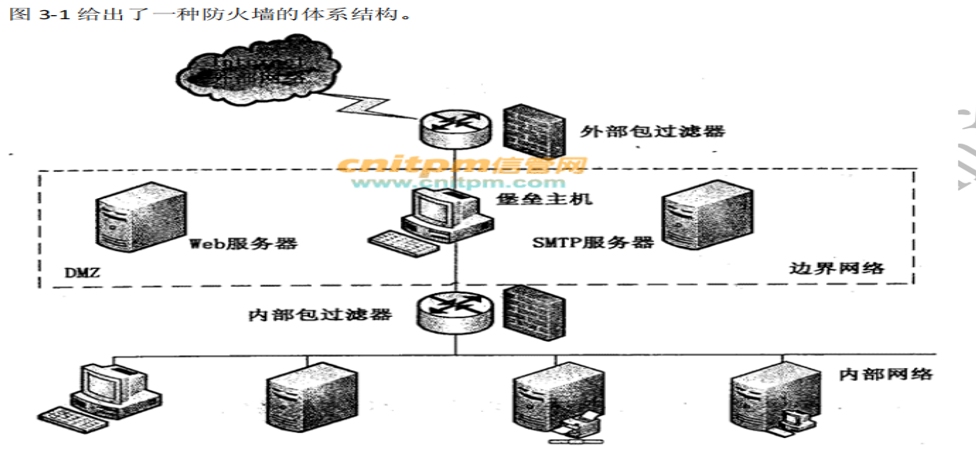 图 3-1 给出了一种防火墙的体系结构。
外部包过滤器
cnitpm信管网
www.cnitpm.com
堡垒主机
Web服务器
SMTP服务器
DMZ
边界网络
内部包过滤器
内部网络